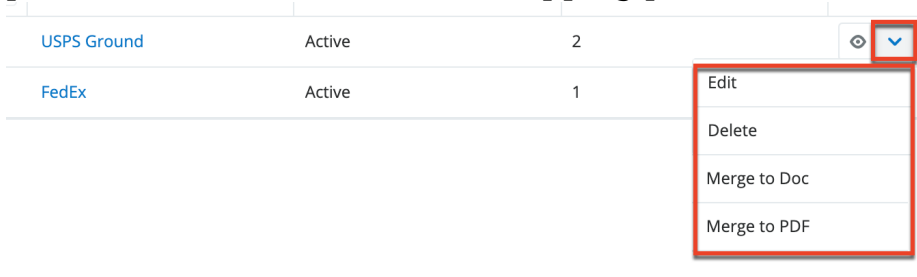 USPS Ground Active 2
FedEx Active 1
Edit
Delete
Merge to Doc
Merge to PDF